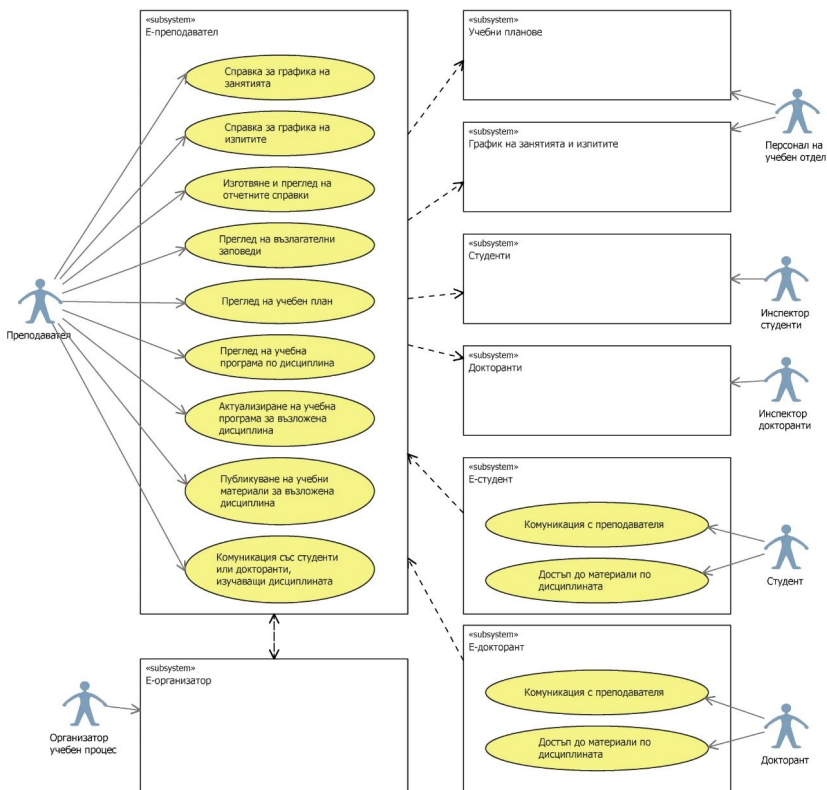 «subsystem»
Е-преподавател
Справка за графика на
занятията
Справка за графика на
изпитите
Изготвяне и преглед на
отчетните справки
Преглед на възлагателни
заповеди
Преглед на учебен план
Преглед на учебна
програма по дисциплина
Актуализиране на учебна
програма за възложена
дисциплина
Публикуване на учебни
материали за възложена
дисциплина
Комуникация със студенти
или докторанти,
изучаващи дисциплината
Преподавател
«subsystem»
Учебни планове
«subsystem»
График на занятията и изпитите
Персонал на
учебен отдел
«subsystem»
Студенти
Инспектор
студенти
«subsystem»
Докторанти
Инспектор
докторанти
«subsystem»
Е-студент
Комуникация с преподавателя
Достъп до материали по
дисциплината
Студент
«subsystem»
Е-организатор
Организатор
учебен процес
«subsystem»
Е-докторант
Комуникация с преподавателя
Достъп до материали по
дисциплината
Докторант